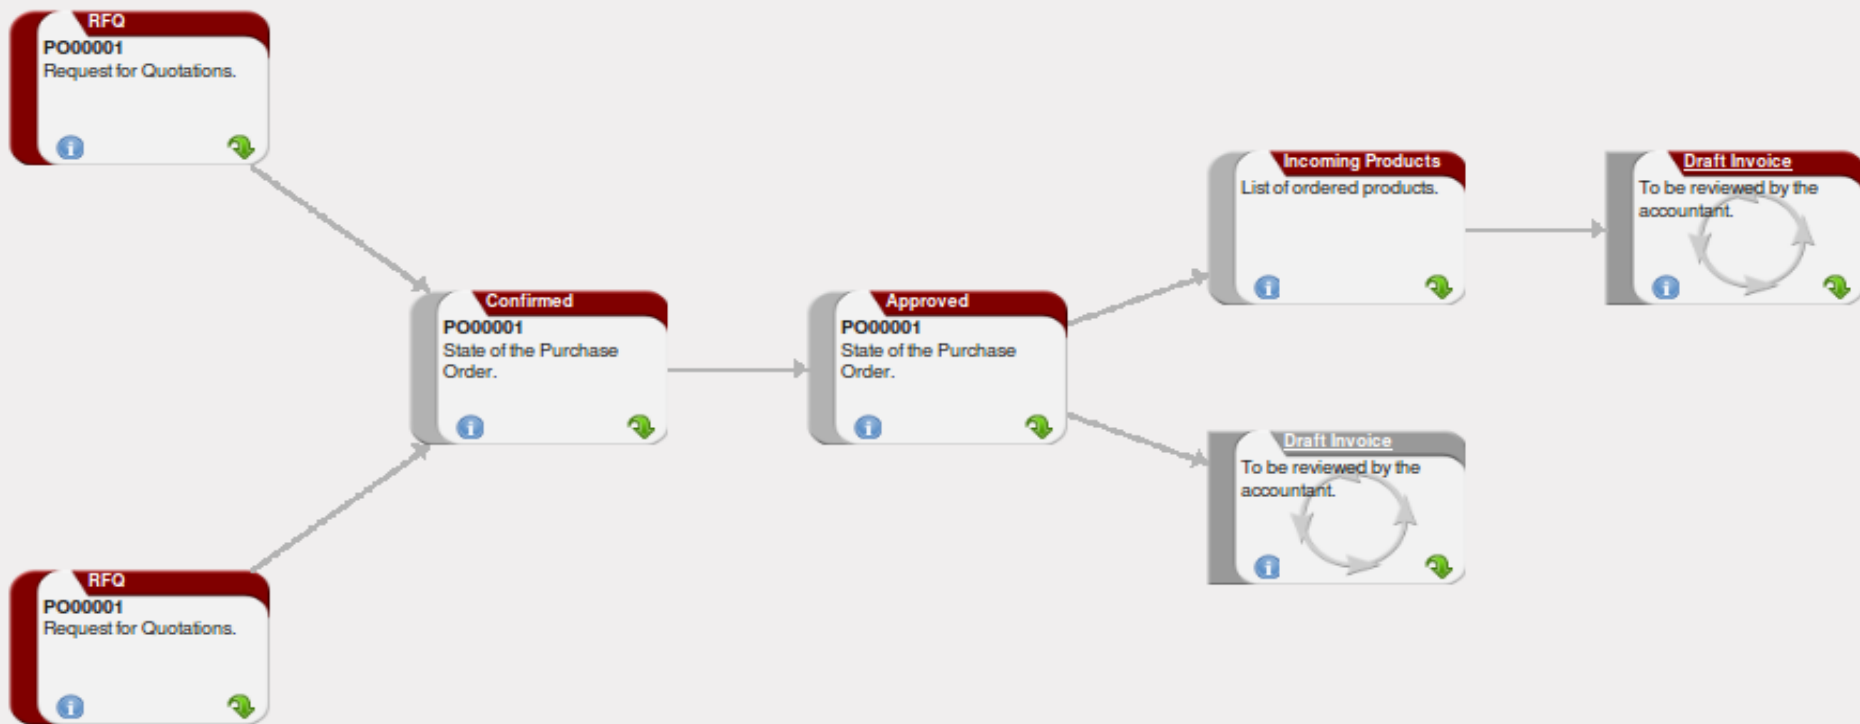 RFQ
PO00001
Request for Quotations.
Confirmed
PO00001
State of the Purchase
Order.
Approved
PO00001
State of the Purchase
Order.
Incoming Products
List of ordered products.
Draft Invoice
To be reviewed by the
accountant.
Draft Invoice
To be reviewed by the
accountant.
RFQ
PO00001
Request for Quotations.